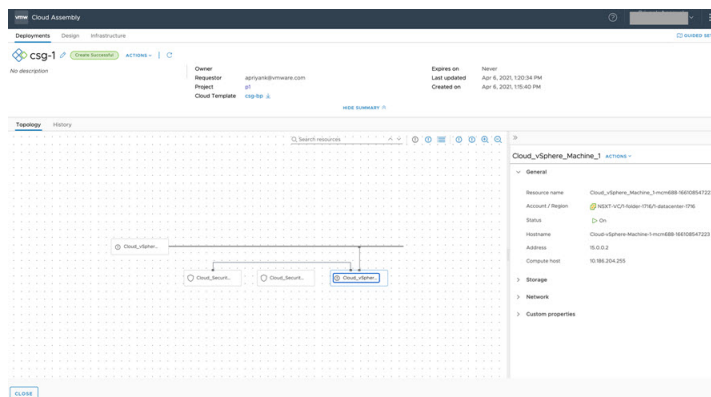 vmw Cloud Assembly
Deployments Design Infrastructure
GUIDED SET
csg-1 Create Successful ACTIONS
No description
Owner
Requestor apriyank@vmware.com
Project p1
Cloud Template csg-bp
Expires on Never
Last updated Apr 6, 2021, 1:20:34 PM
Created on Apr 6, 2021, 1:15:40 PM
HIDE SUMMARY
Topology History
Search resources
Cloud_vSpher...
Cloud_Securit...
Cloud_Securit...
Cloud_vSpher...
Cloud_vSphere_Machine_1 ACTIONS
General
Resource name Cloud_vSphere_Machine_1-mcm688-166108547223
Account / Region NSXT-VC/1-folder-1716/1-datacenter-1716
Status On
Hostname Cloud-vSphere-Machine-1-mcm688-166108547223
Address 15.0.0.2
Compute host 10.186.204.255
Storage
Network
Custom properties
CLOSE